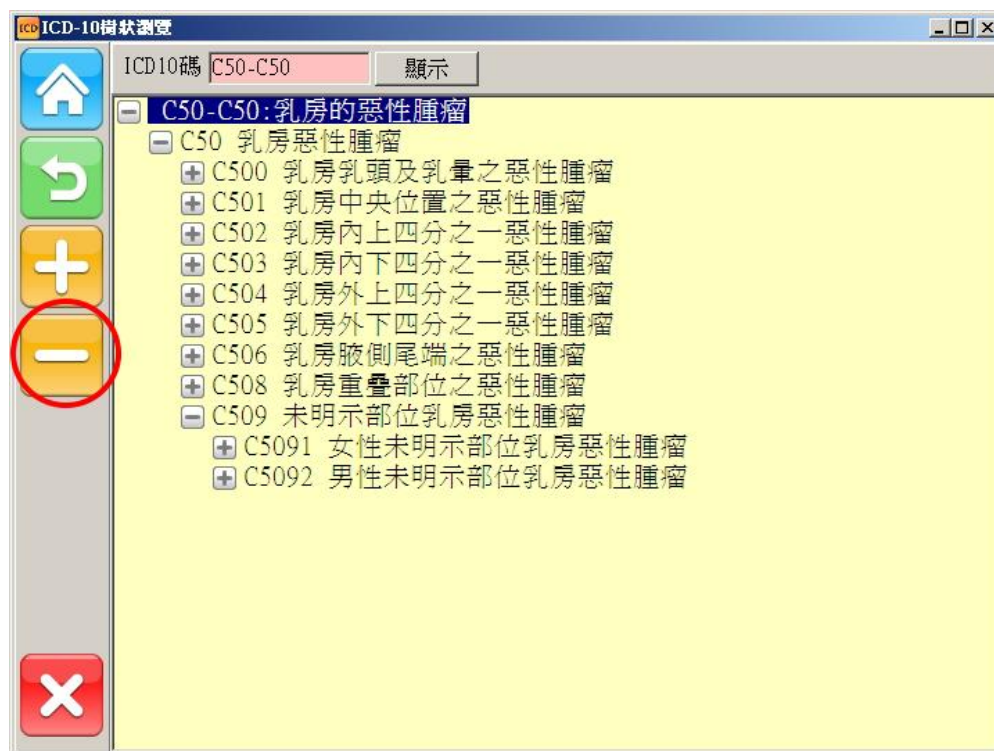 ICD ICD-10樹狀瀏覽
ICD10碼 C50-C50 顯示
C50-C50:乳房的惡性腫瘤
C50 乳房惡性腫瘤
C500 乳房乳頭及乳暈之惡性腫瘤
C501 乳房中央位置之惡性腫瘤
C502 乳房內上四分之一惡性腫瘤
C503 乳房內下四分之一惡性腫瘤
C504 乳房外上四分之一惡性腫瘤
C505 乳房外下四分之一惡性腫瘤
C506 乳房腋側尾端之惡性腫瘤
C508 乳房重疊部位之惡性腫瘤
C509 未明示部位乳房惡性腫瘤
C5091 女性未明示部位乳房惡性腫瘤
C5092 男性未明示部位乳房惡性腫瘤